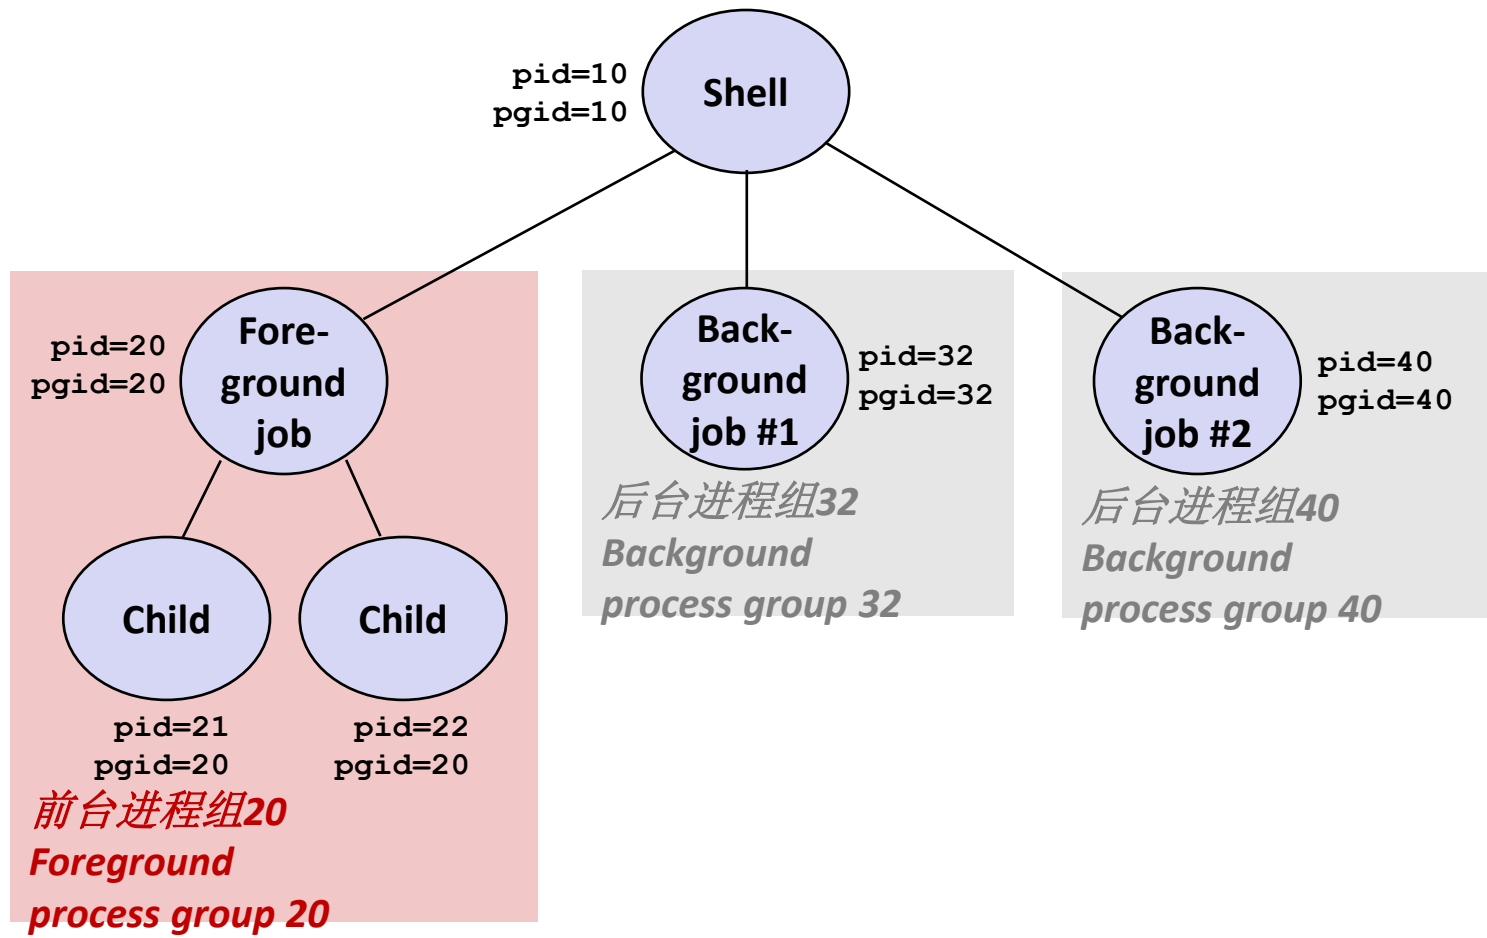 pid=10
pgid=10
Shell
pid=20
pgid=20
Fore-
ground
job
Back-
ground
job #1
pid=32
pgid=32
Back-
ground
job #2
pid=40
pgid=40
后台进程组32
Background
process group 32
后台进程组40
Background
process group 40
Child
Child
pid=21
pgid=20
pid=22
pgid=20
前台进程组20
Foreground
process group 20